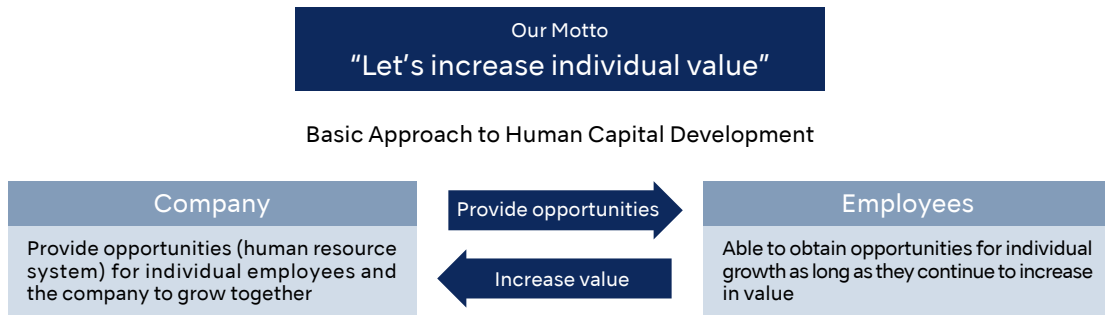 Our Motto
“Let’s increase individual value”
Basic Approach to Human Capital Development
Company
Provide opportunities (human resource
system) for individual employees and
the company to grow together
Provide opportunities
Increase value
Employees
Able to obtain opportunities for individual
growth as long as they continue to increase
in value